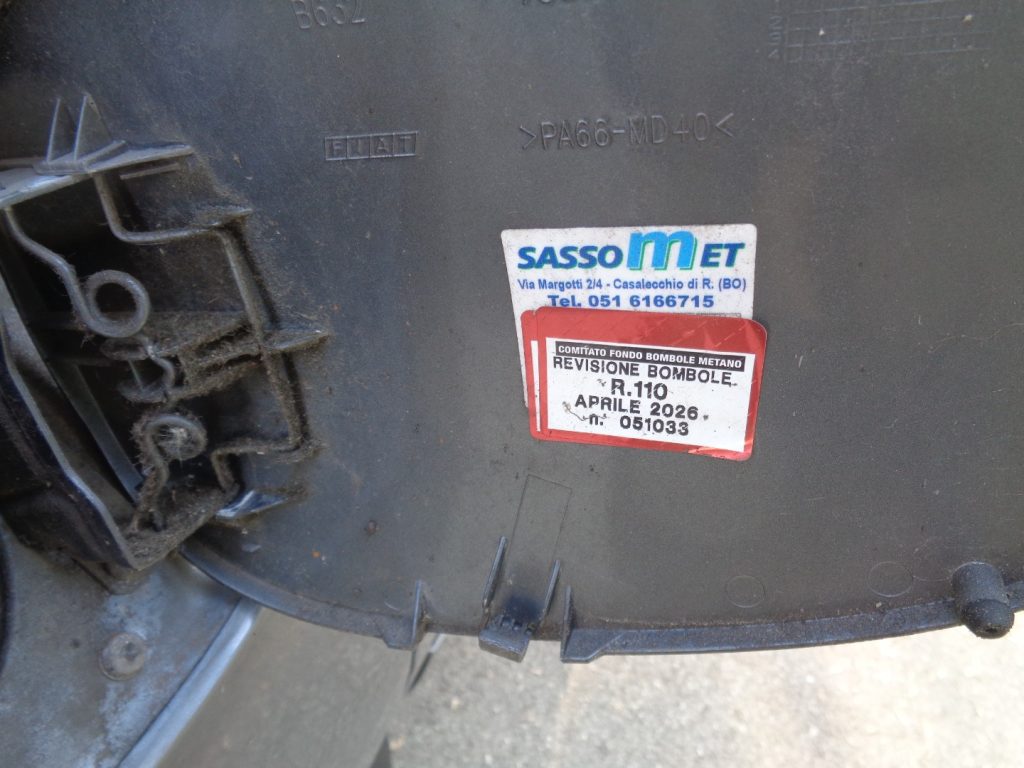 B632
FIAT
>PA66-MD40<
SASSOMET
Via Margotti 2/4 - Casalecchio di R. (BO)
Tel. 051 6166715
COMITATO FONDO BOMBOLE METANO
REVISIONE BOMBOLE
R.110
APRILE 2026
n. 051033